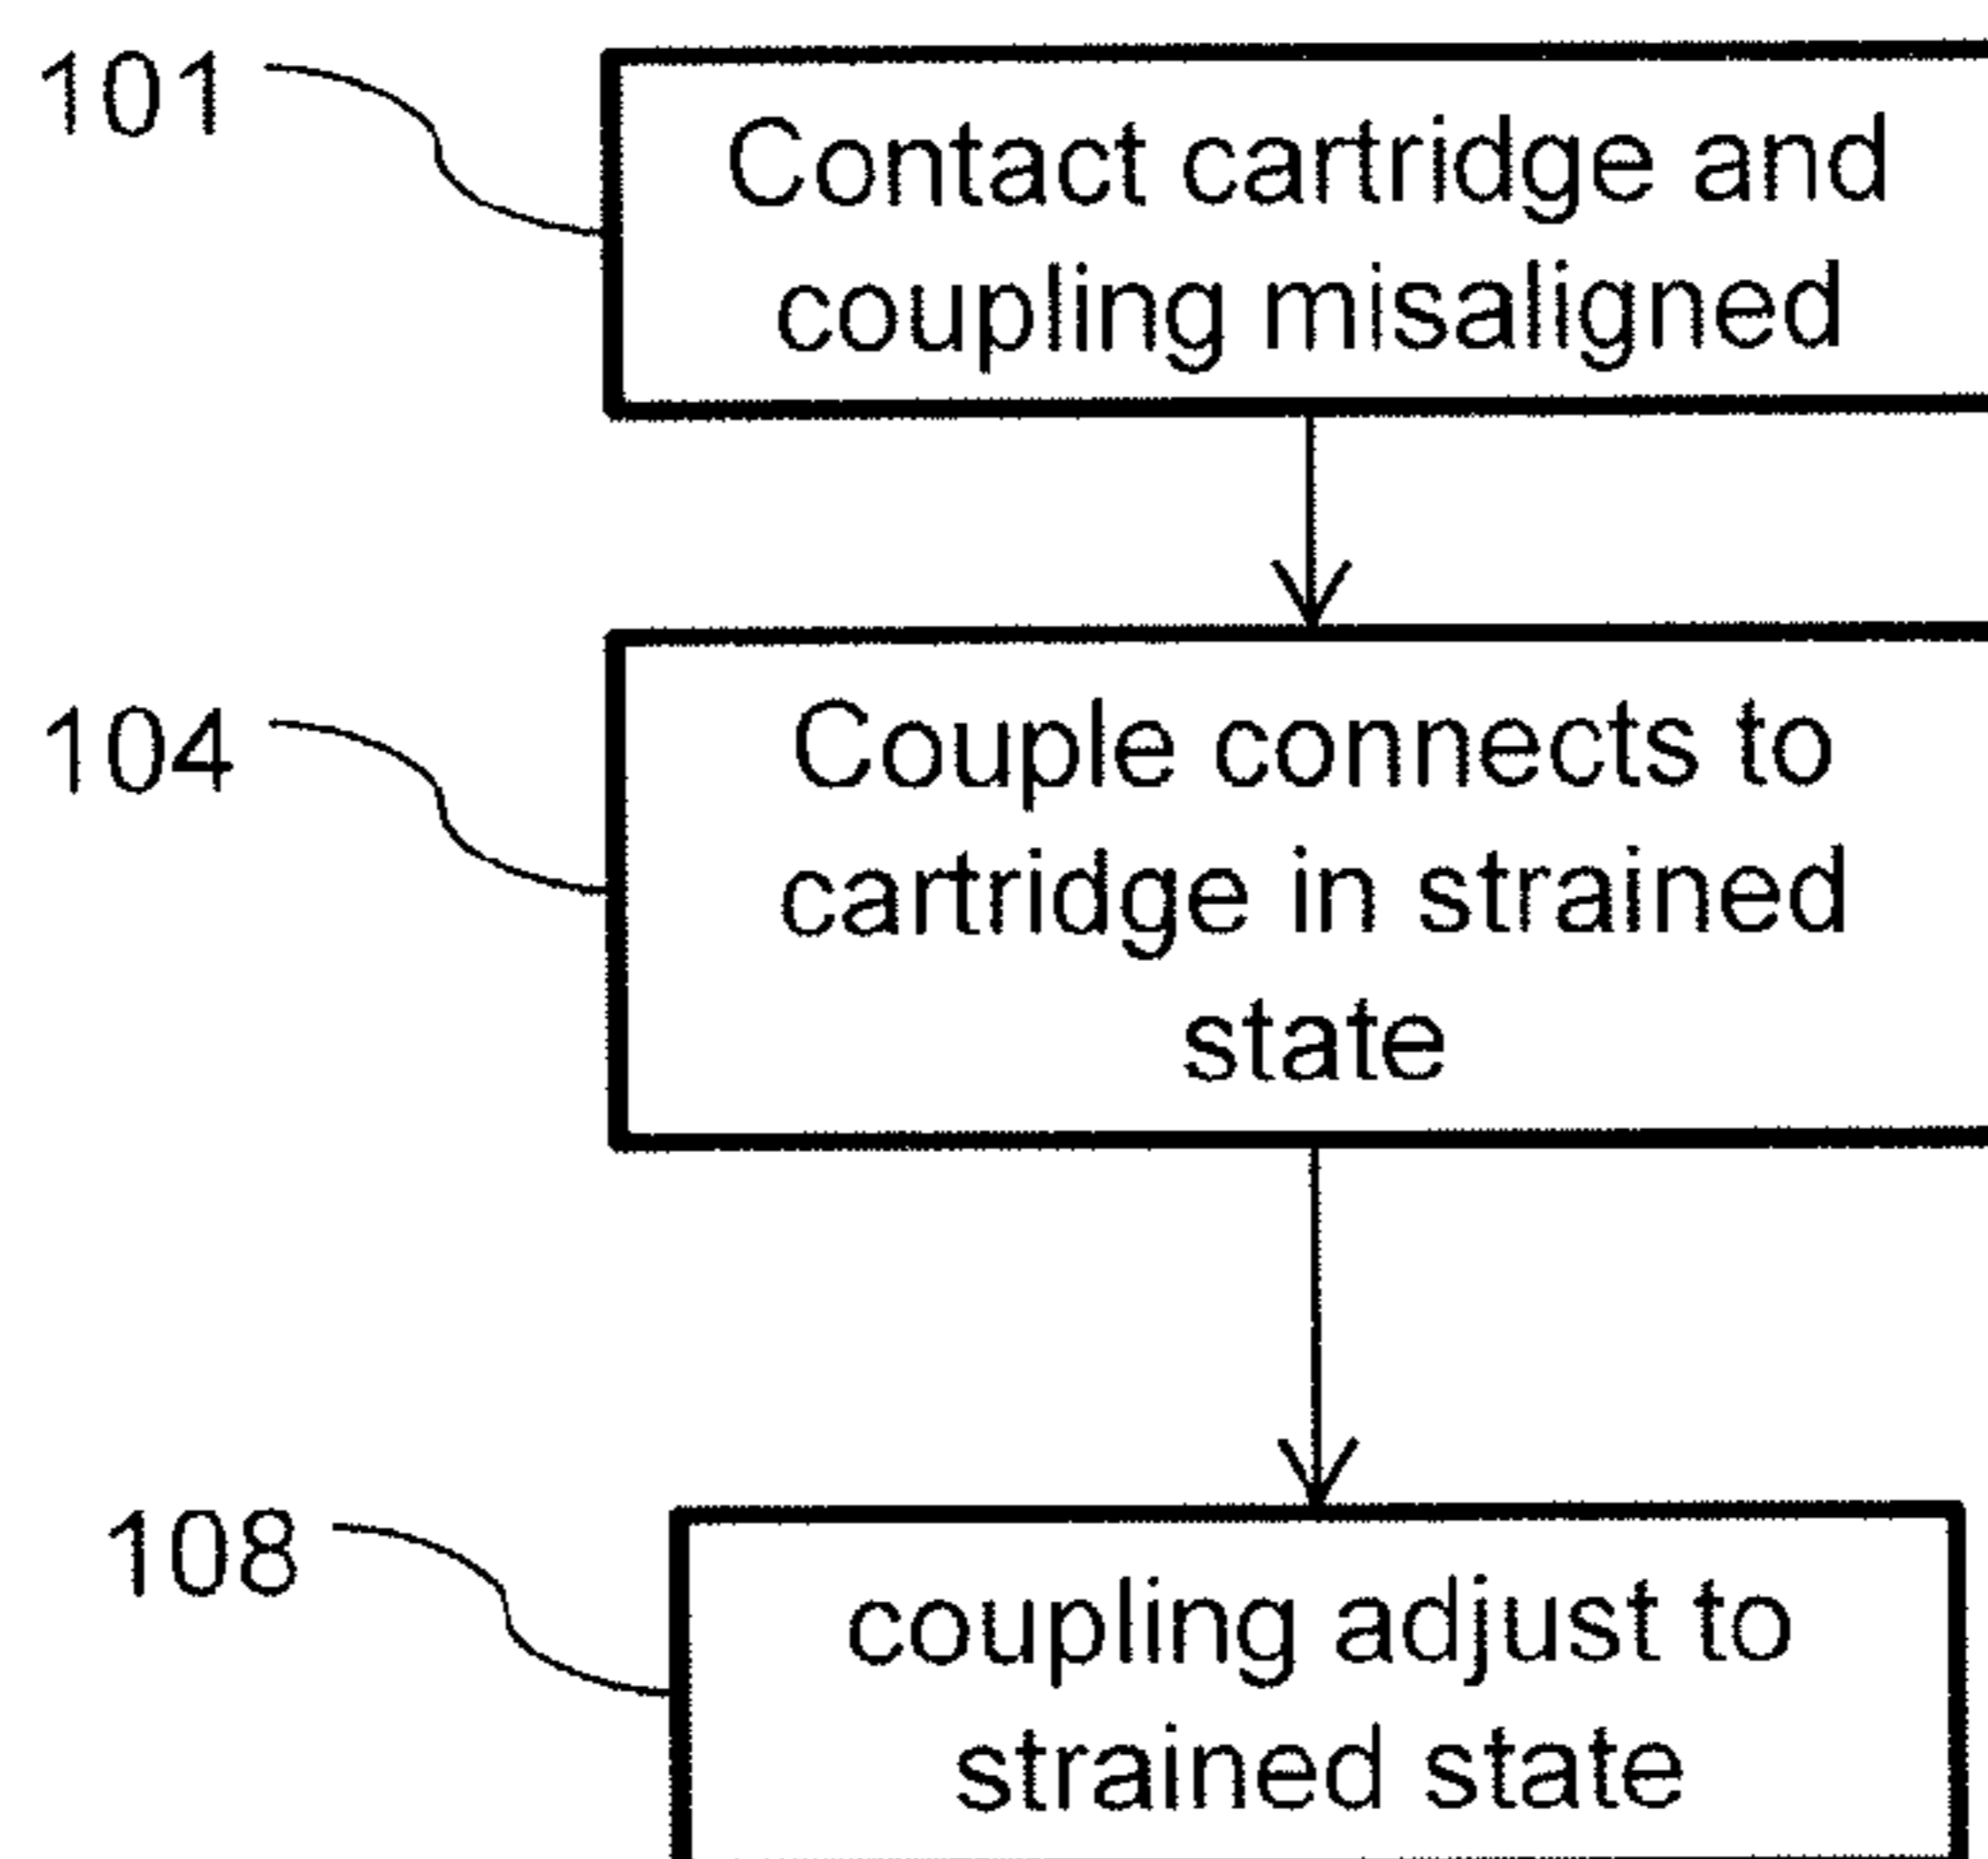 101
Contact cartridge and
coupling misaligned
104
Couple connects to
cartridge in strained
state
108
coupling adjust to
strained state